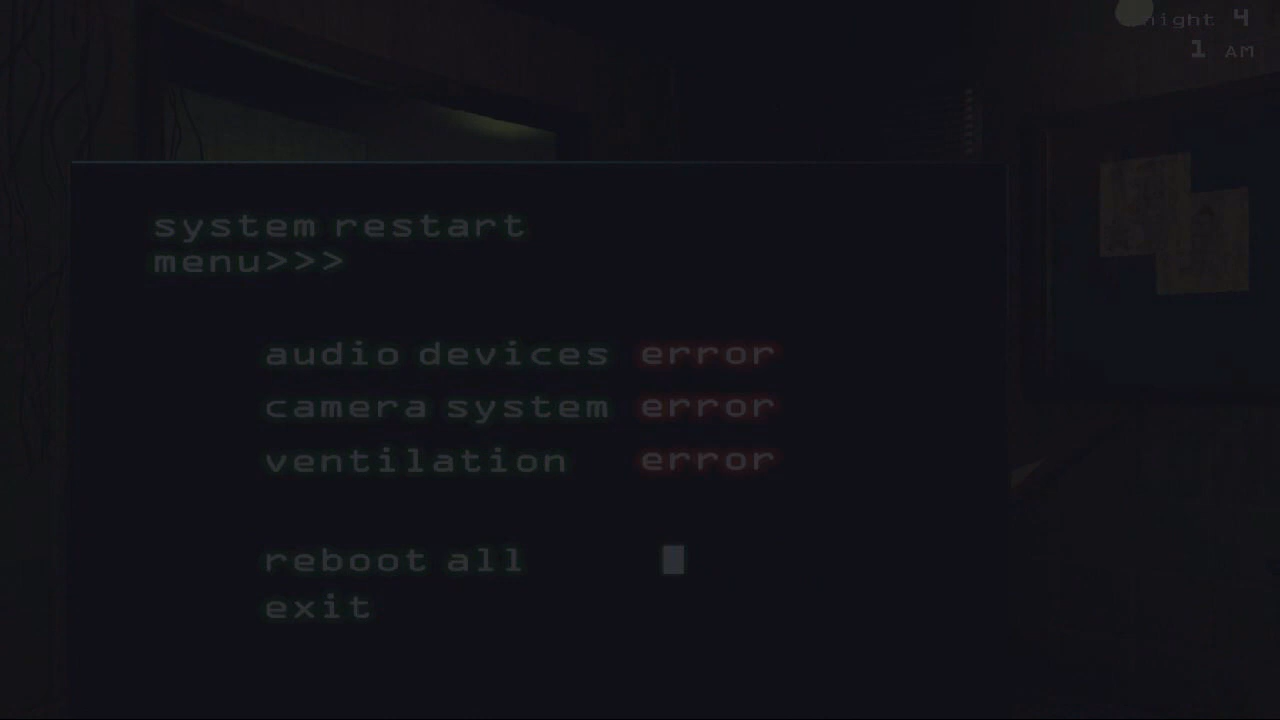 night 4
1 AM
system restart
menu>>>
audio devices error
camera system error
ventilation error
reboot all
exit